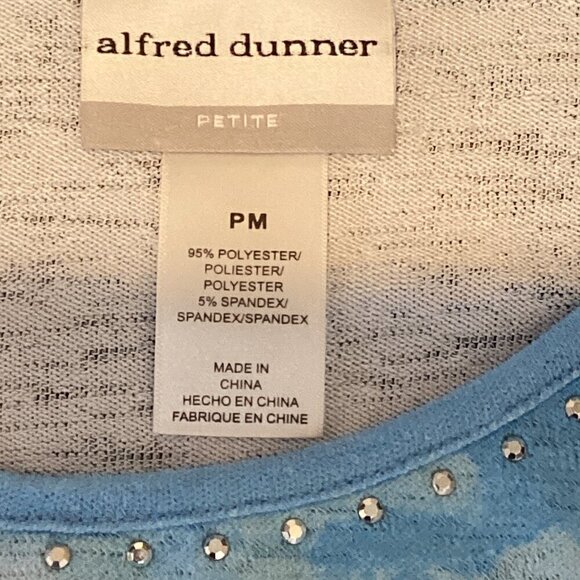 alfred dunner
PETITE
PM
95% POLYESTER/
POLIESTER/
POLYESTER
5% SPANDEX/
SPANDEX/SPANDEX
MADE IN
CHINA
HECHO EN CHINA
FABRIQUE EN CHINE